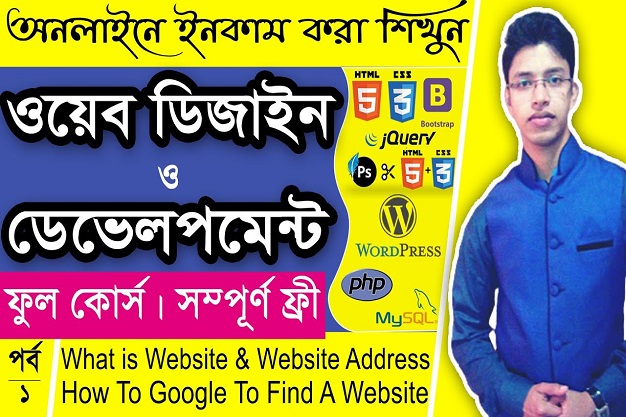 অনলাইনে ইনকাম করা শিখুন
ওয়েব ডিজাইন
ও
ডেভেলপমেন্ট
ফুল কোর্স। সম্পূর্ণ ফ্রী
পর্ব
১
What is Website & Website Address
How To Google To Find A Website
HTML CSS
5 3 B
Bootstrap
jQuery
HTML CSS
Ps 5 + 3
W
WORDPRESS
php
MySQL